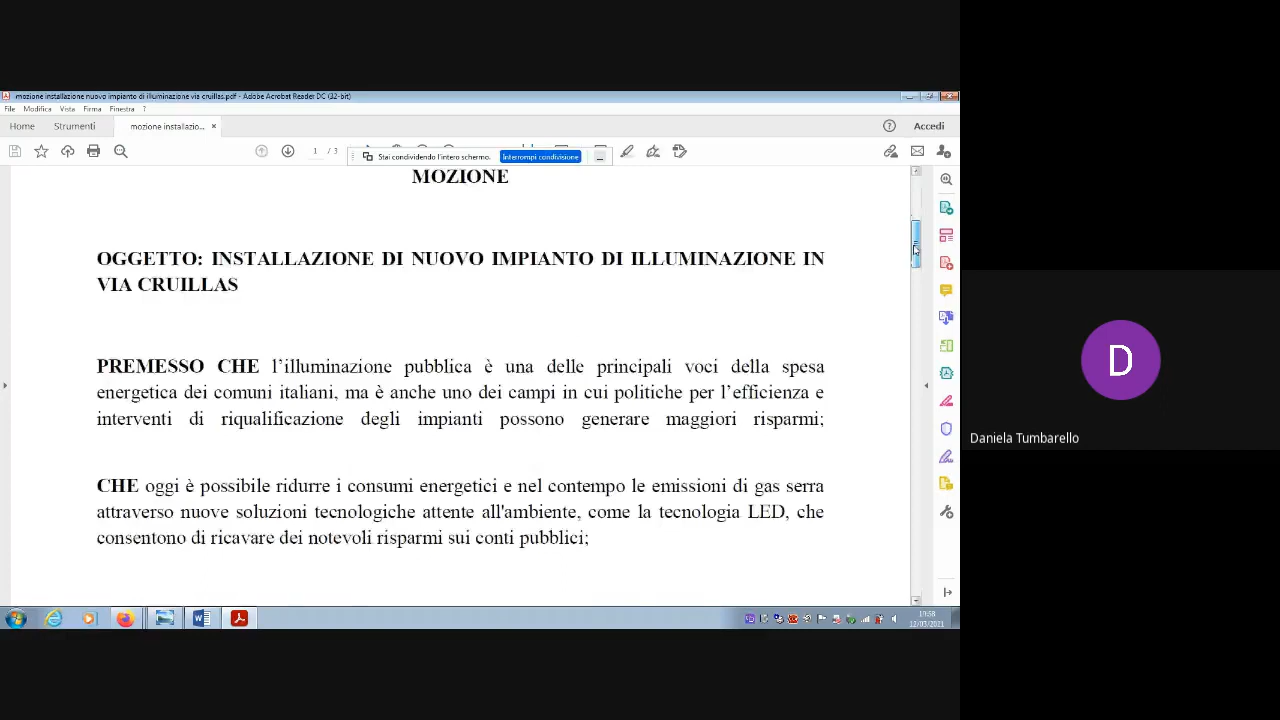 mozione installazione nuovo impianto di illuminazione via cruillas.pdf - Adobe Acrobat Reader DC (32-bit)
File Modifica Vista Firma Finestra ?
Home Strumenti mozione installazio... × Accedi
1 / 3 Stai condividendo l'intero schermo. Interrompi condivisione
MOZIONE
OGGETTO: INSTALLAZIONE DI NUOVO IMPIANTO DI ILLUMINAZIONE IN
VIA CRUILLAS
PREMESSO CHE l’illuminazione pubblica è una delle principali voci della spesa
energetica dei comuni italiani, ma è anche uno dei campi in cui politiche per l’efficienza e
interventi di riqualificazione degli impianti possono generare maggiori risparmi;
CHE oggi è possibile ridurre i consumi energetici e nel contempo le emissioni di gas serra
attraverso nuove soluzioni tecnologiche attente all'ambiente, come la tecnologia LED, che
consentono di ricavare dei notevoli risparmi sui conti pubblici;
D
Daniela Tumbarello
12/03/2021